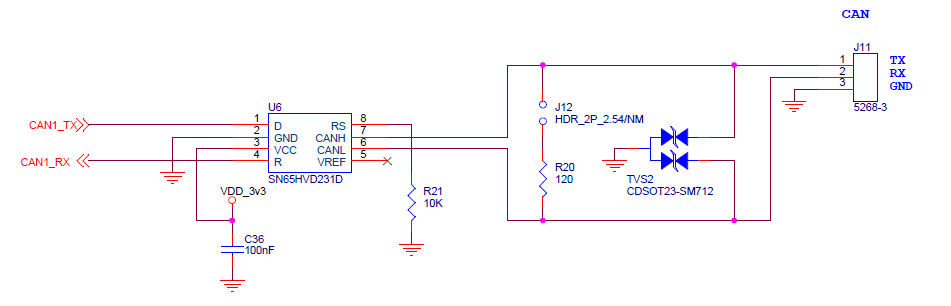 CAN
J11
1 TX
2 RX
3 GND
5268-3
U6
CAN1_TX
1 D
RS 8
2 GND
CANH 7
3 VCC
CANL 6
CAN1_RX
4 R
VREF 5
SN65HVD231D
J12
HDR_2P_2.54/NM
R20
120
TVS2
CDSOT23-SM712
VDD_3v3
R21
10K
C36
100nF